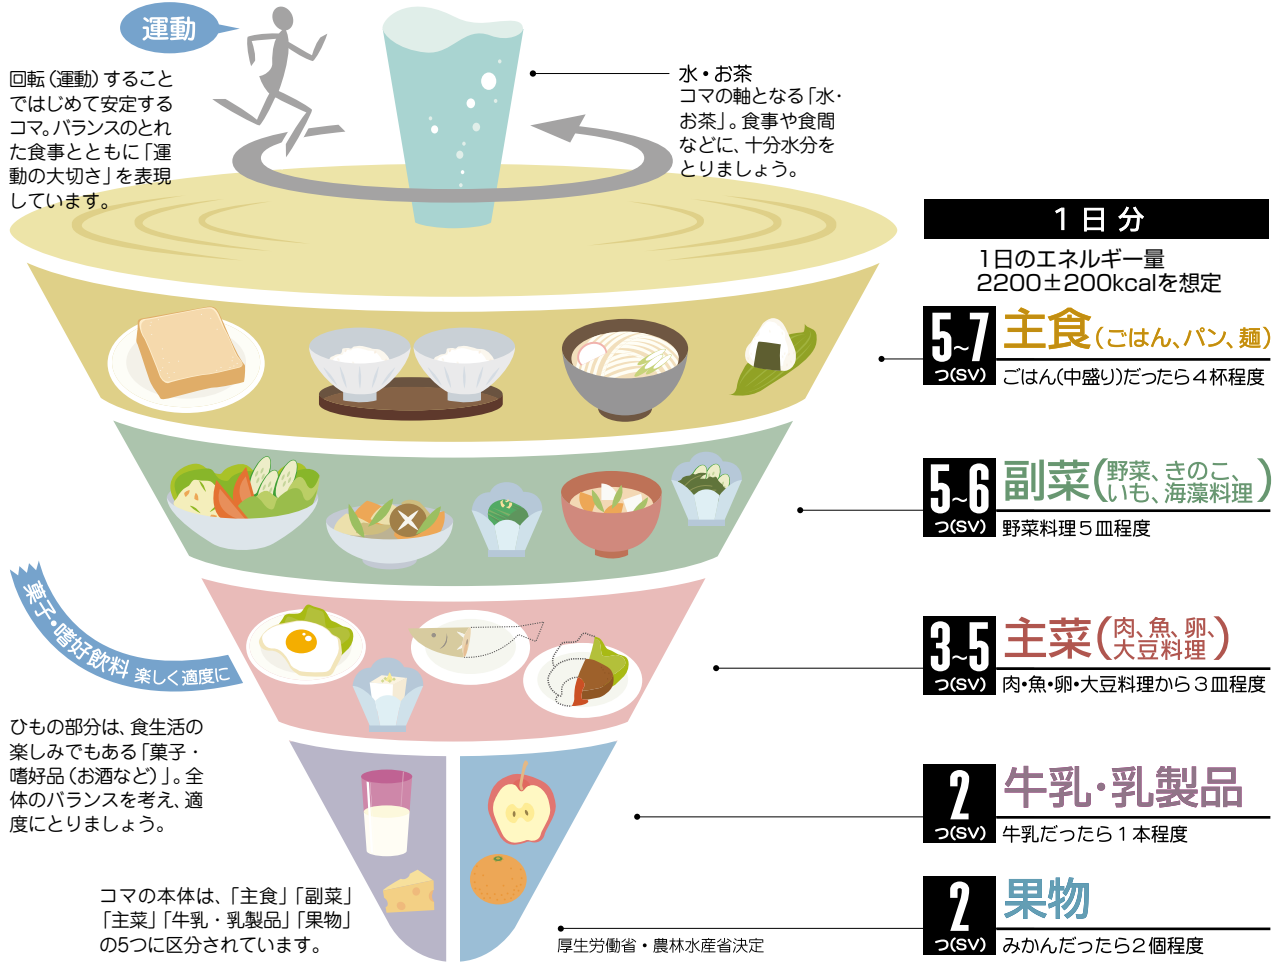 運動
回転（運動）すること
ではじめて安定する
コマ。バランスのとれ
た食事とともに「運
動の大切さ」を表現
しています。
水・お茶
コマの軸となる「水・
お茶」。食事や食間
などに、十分水分を
とりましょう。
1日分
1日のエネルギー量
2200±200kcalを想定
5~7
つ(SV)
主食(ごはん、パン、麺)
ごはん(中盛り)だったら4杯程度
5~6
つ(SV)
副菜(野菜、きのこ、
いも、海藻料理)
野菜料理5皿程度
3~5
つ(SV)
主菜(肉、魚、卵、
大豆料理)
肉・魚・卵・大豆料理から3皿程度
2
つ(SV)
牛乳・乳製品
牛乳だったら1本程度
2
つ(SV)
果物
みかんだったら2個程度
菓子・嗜好飲料 楽しく適度に
ひもの部分は、食生活の
楽しみでもある「菓子・
嗜好品（お酒など）」。全
体のバランスを考え、適
度にとりましょう。
コマの本体は、「主食」「副菜」
「主菜」「牛乳・乳製品」「果物」
の5つに区分されています。
厚生労働省・農林水産省決定